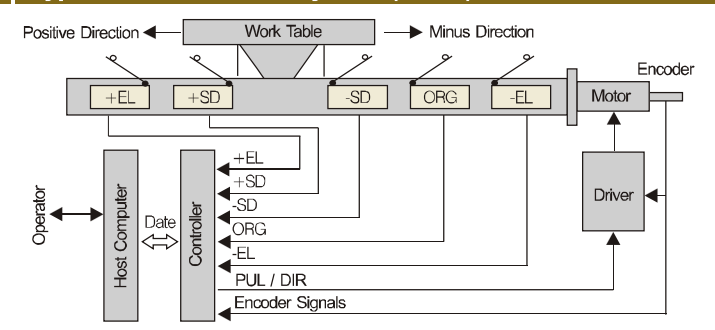 Positive Direction
Work Table
Minus Direction
Encoder
+EL
+SD
-SD
ORG
-EL
Motor
+EL
+SD
-SD
ORG
-EL
PUL / DIR
Encoder Signals
Driver
Operator
Host Computer
Date
Controller